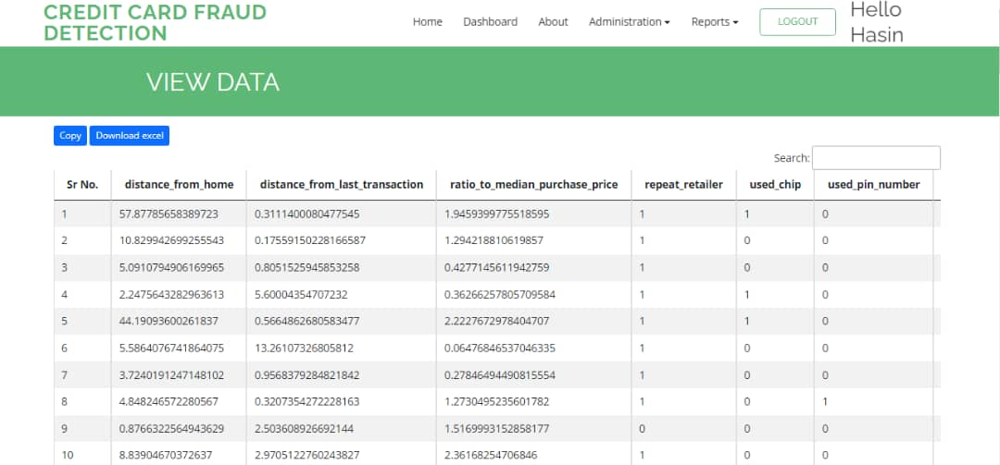 CREDIT CARD FRAUD
DETECTION
Home Dashboard About Administration Reports LOGOUT
Hello
Hasin
VIEW DATA
Copy Download excel
Search:
Sr No. distance_from_home distance_from_last_transaction ratio_to_median_purchase_price repeat_retailer used_chip used_pin_number
1 57.87785658389723 0.3111400080477545 1.9459399775518595 1 1 0
2 10.829942699255543 0.17559150228166587 1.294218810619857 1 0 0
3 5.0910794906169965 0.8051525945853258 0.4277145611942759 1 0 0
4 2.2475643282963613 5.60004354707232 0.36266257805709584 1 1 0
5 44.19093600261837 0.5664862680583477 2.2227672978404707 1 1 0
6 5.5864076741864075 13.26107326805812 0.06476846537046335 1 0 0
7 3.7240191247148102 0.9568379284821842 0.27846494490815554 1 0 0
8 4.848246572280567 0.3207354272228163 1.2730495235601782 1 0 1
9 0.8766322564943629 2.503608926692144 1.5169993152858177 0 0 0
10 8.83904670372637 2.9705122760243827 2.36168254706846 1 0 0